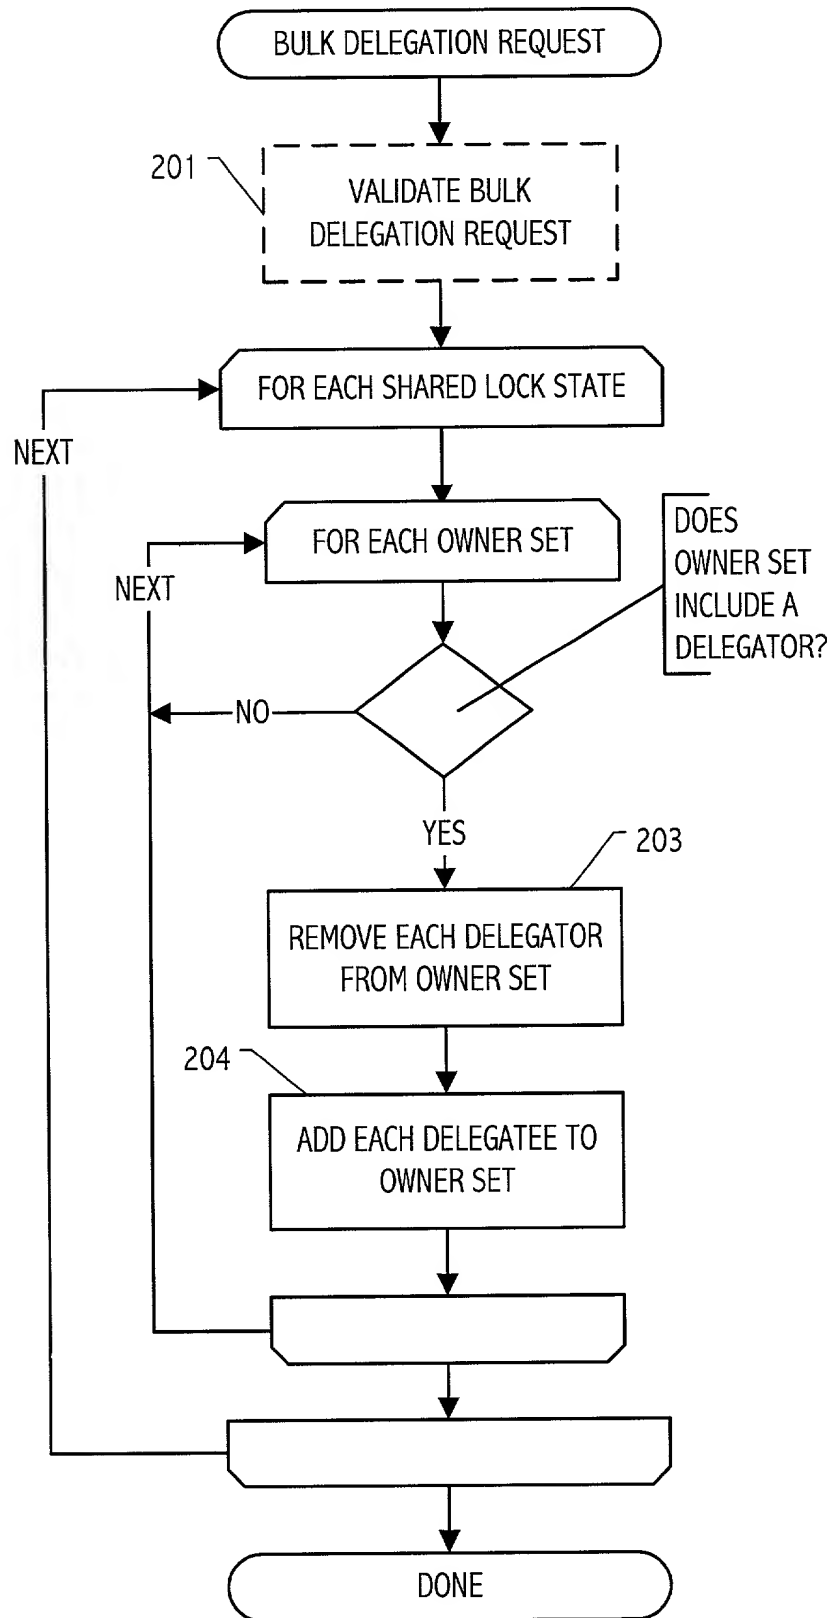 BULK DELEGATION REQUEST
201
VALIDATE BULK
DELEGATION REQUEST
FOR EACH SHARED LOCK STATE
NEXT
FOR EACH OWNER SET
NEXT
DOES
OWNER SET
INCLUDE A
DELEGATOR?
NO
YES
203
REMOVE EACH DELEGATOR
FROM OWNER SET
204
ADD EACH DELEGATEE TO
OWNER SET
DONE